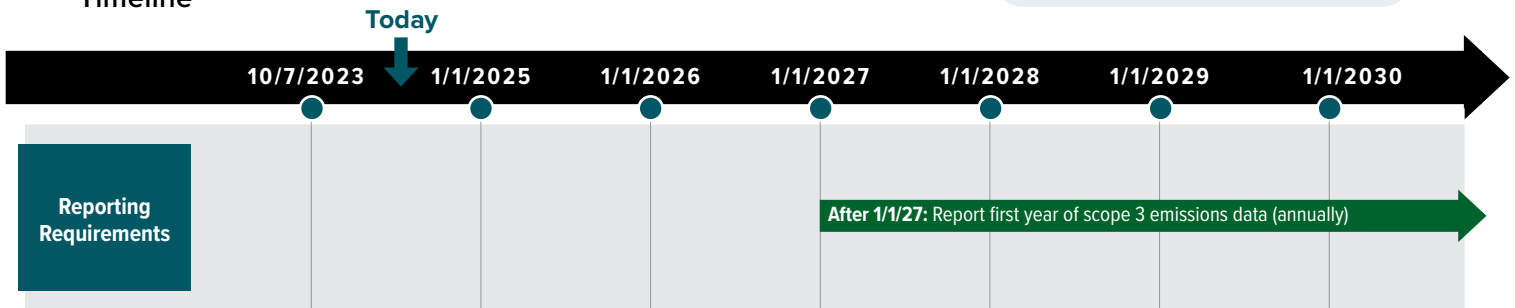 Timeline
Today
10/7/2023 1/1/2025 1/1/2026 1/1/2027 1/1/2028 1/1/2029 1/1/2030
Reporting
Requirements
After 1/1/27: Report first year of scope 3 emissions data (annually)